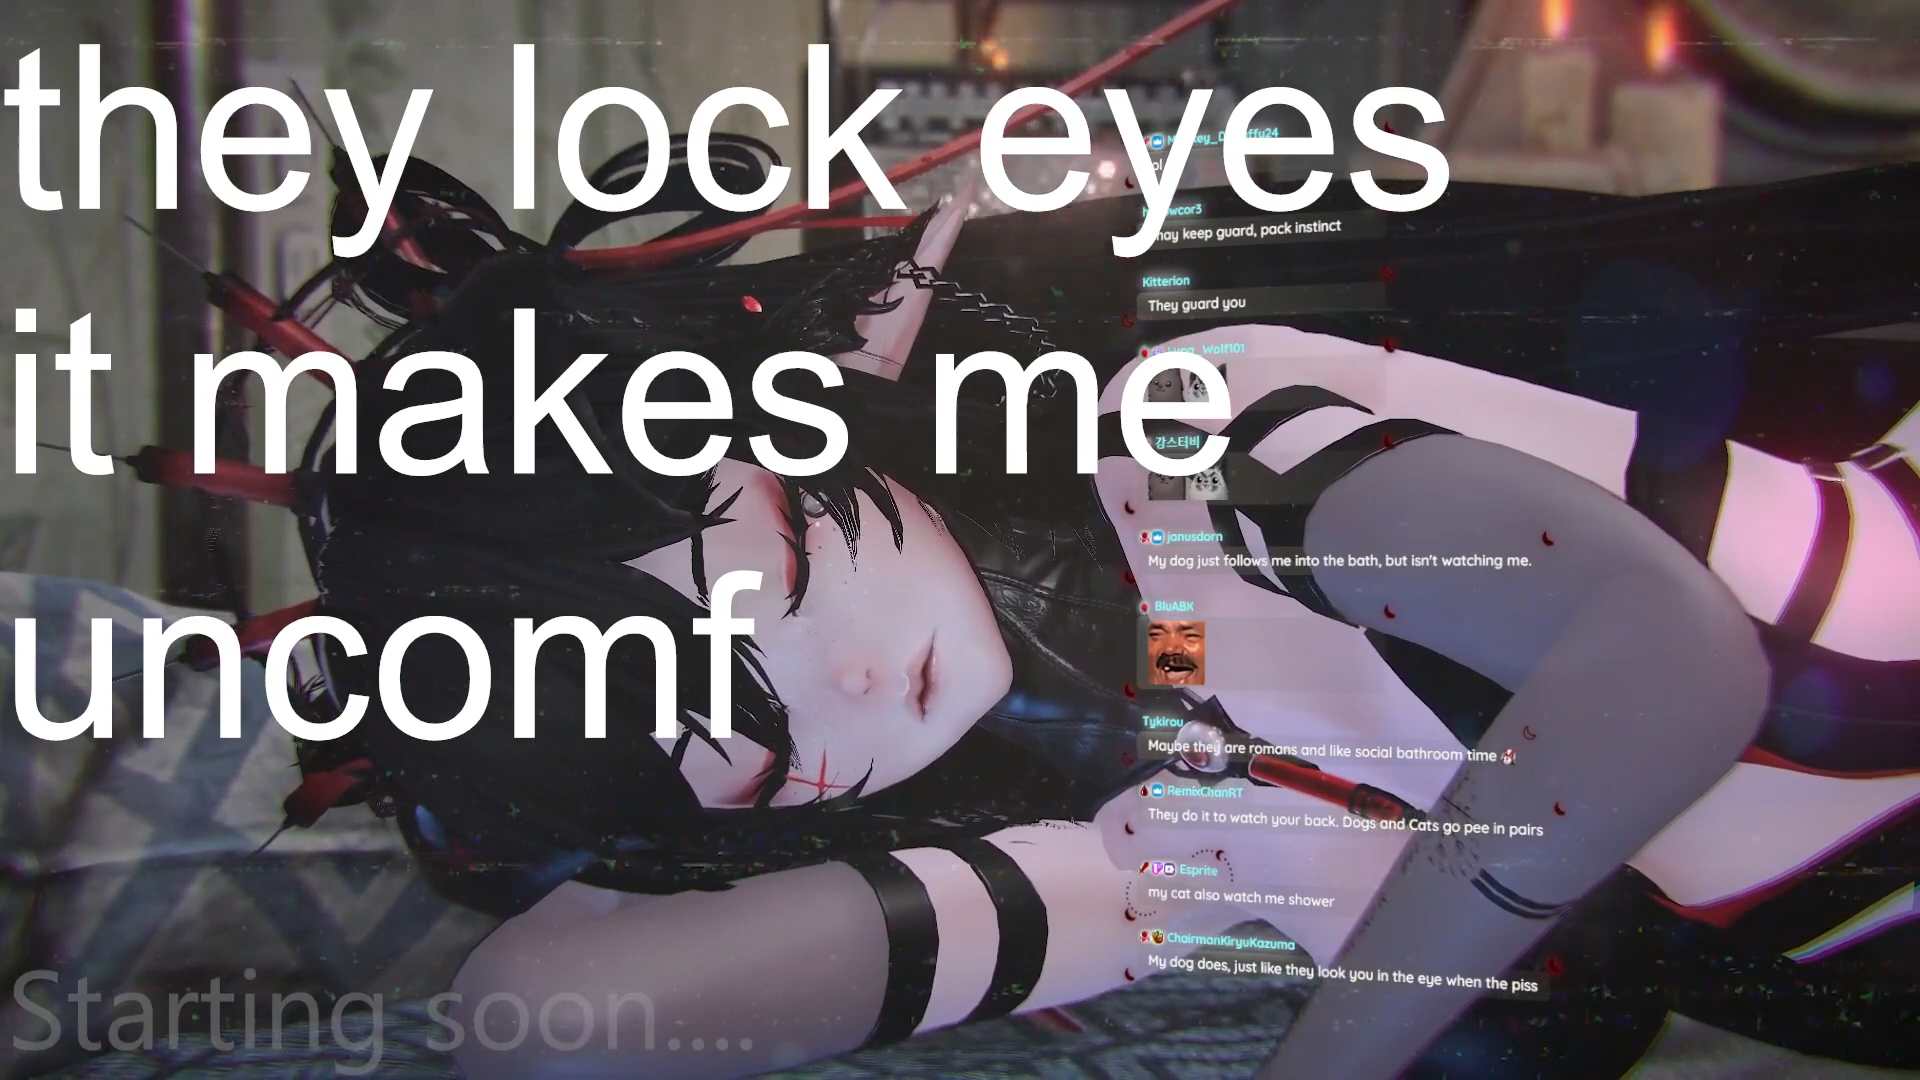 they lock eyes
it makes me
uncomf
may keep guard, pack instinct
Kitterion
They guard you
강스터비
janusdorn
My dog just follows me into the bath, but isn't watching me.
BluABK
Tykirou
Maybe they are romans and like social bathroom time
RemixChanRT
They do it to watch your back. Dogs and Cats go pee in pairs
Esprite
my cat also watch me shower
ChairmanKiryuKazuma
My dog does, just like they look you in the eye when the piss
Starting soon....